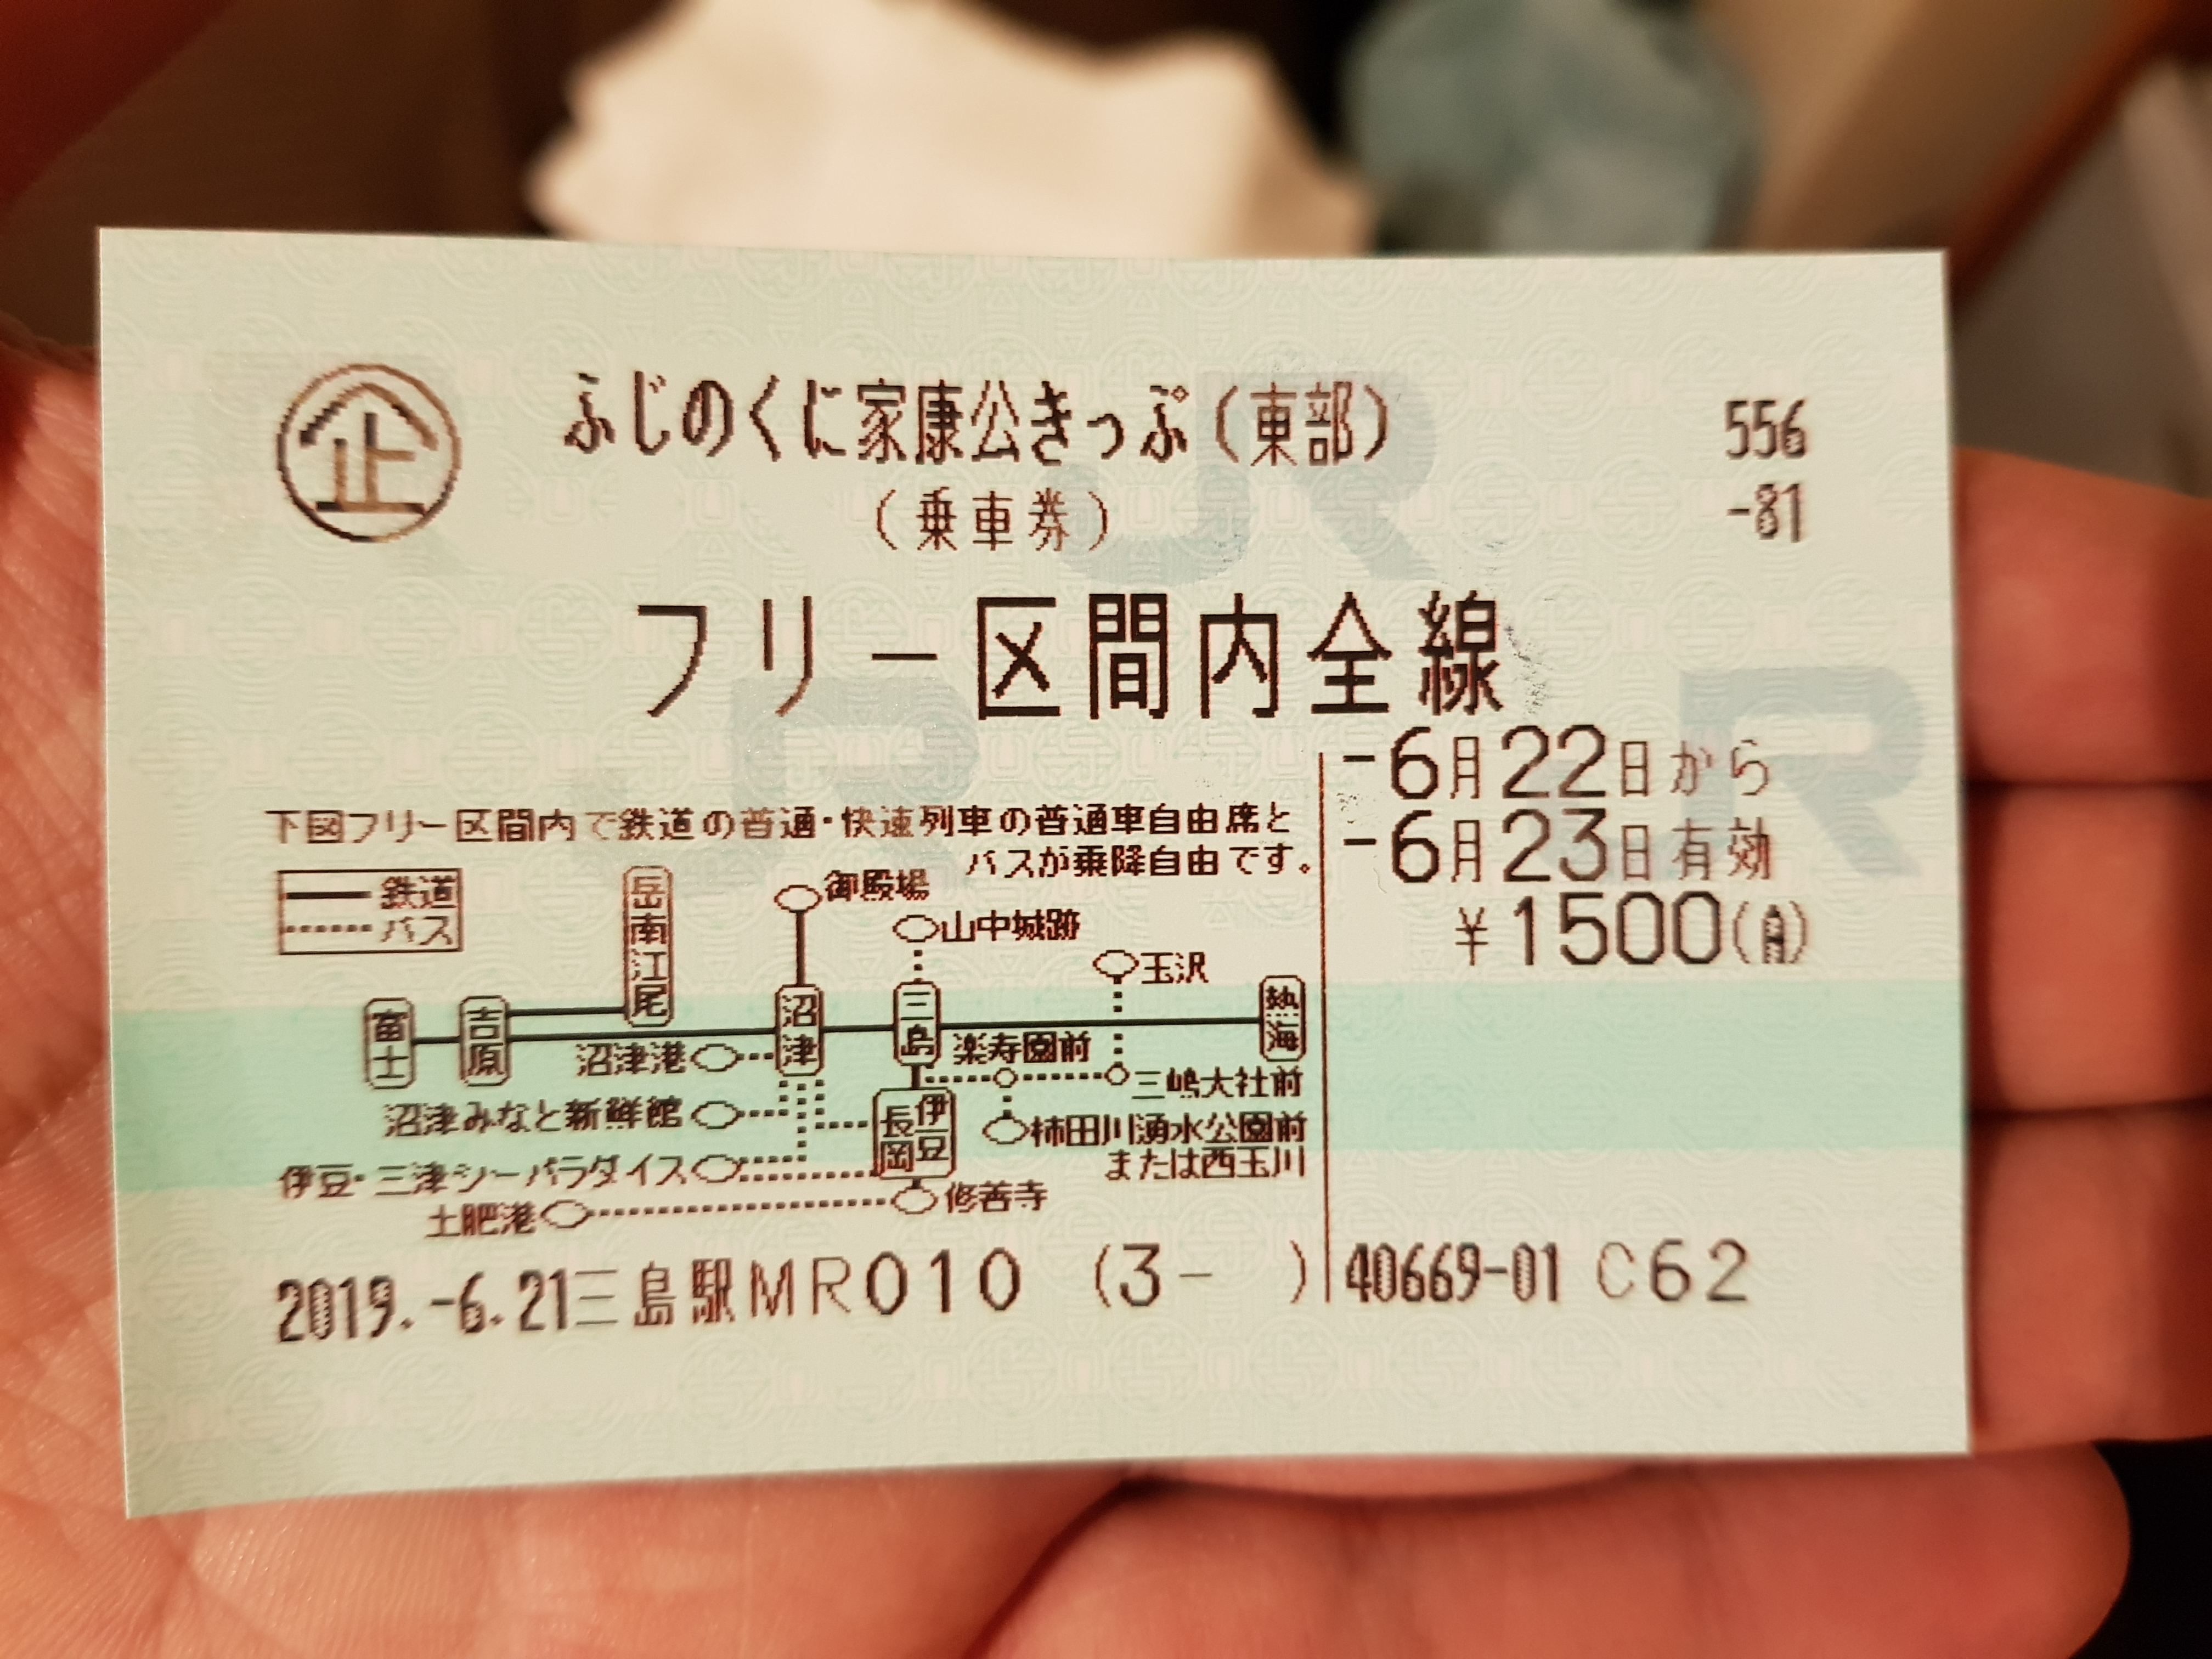 企
ふじのくに家康公きっぷ(東部)
556
(乗車券)
-81
フリー区間内全線
-6月22日から
-6月23日有効
¥1500
下図フリー区間内で鉄道の普通・快速列車の普通車自由席と
バスが乗降自由です。
鉄道
バス
岳南江尾
御殿場
山中城跡
玉沢
富士
吉原
沼津
三島
熱海
沼津港
楽寿園前
三嶋大社前
沼津みなと新鮮館
伊豆長岡
柿田川湧水公園前
または西玉川
伊豆・三津シーパラダイス
修善寺
土肥港
2019.-6.21三島駅MR010 (3- )
40669-01 C62
JR
JR
R